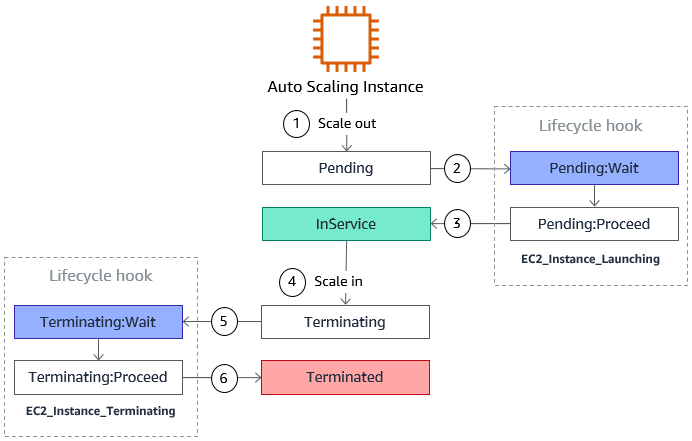 Auto Scaling Instance
1 Scale out
Lifecycle hook
Pending
2
Pending:Wait
InService
3
Pending:Proceed
EC2_Instance_Launching
Lifecycle hook
4 Scale in
Terminating:Wait
5
Terminating
Terminating:Proceed
6
Terminated
EC2_Instance_Terminating